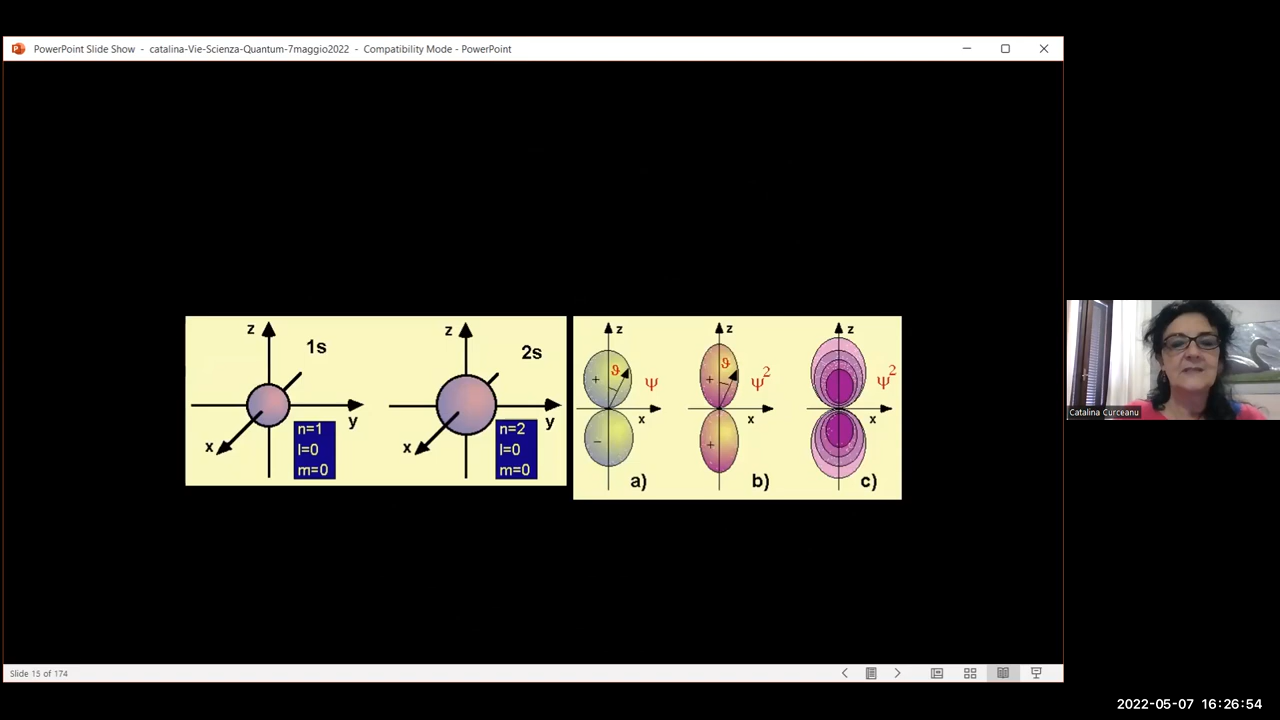 PowerPoint Slide Show - catalina-Vie-Scienza-Quantum-7maggio2022 - Compatibility Mode - PowerPoint
z
1s
y
x
n=1
l=0
m=0
z
2s
y
x
n=2
l=0
m=0
z
ϑ
+
ψ
x
−
a)
z
ϑ
+
ψ2
x
+
b)
z
ψ2
x
c)
Catalina Curceanu
Slide 15 of 174
2022-05-07 16:26:54